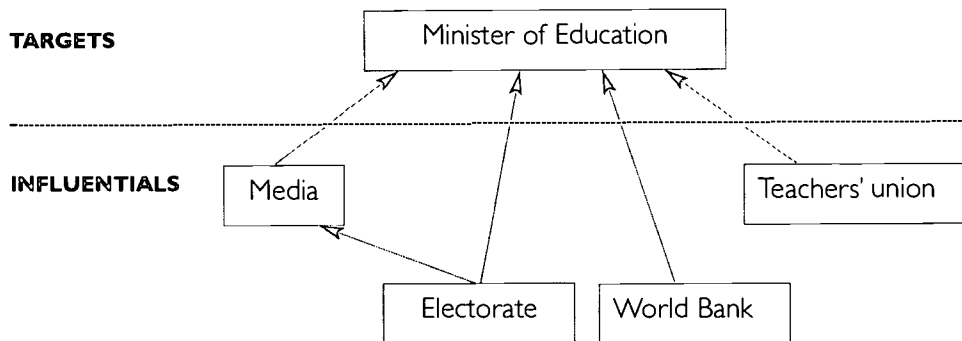 TARGETS
Minister of Education
INFLUENTIALS
Media
Teachers' union
Electorate
World Bank